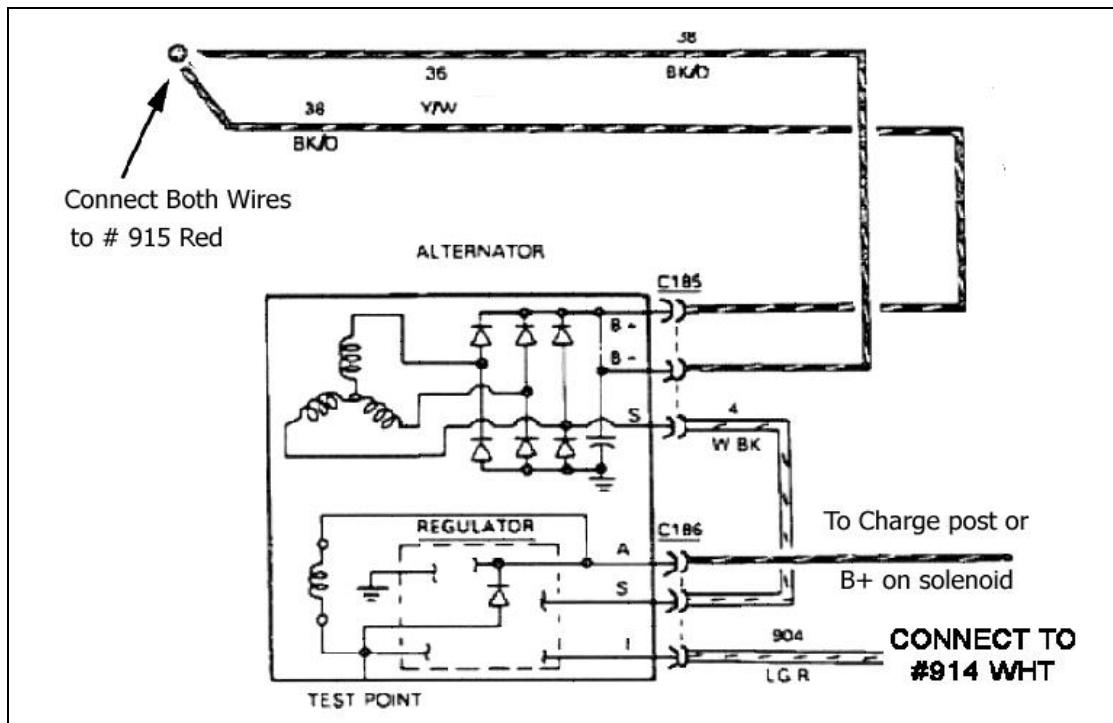 38
36
BK/O
38
Y/W
BK/O
Connect Both Wires
to # 915 Red
ALTERNATOR
C185
B+
B-
S
4
W BK
REGULATOR
C186
To Charge post or
A
S
B+ on solenoid
I
904
CONNECT TO
LG R
#914 WHT
TEST POINT